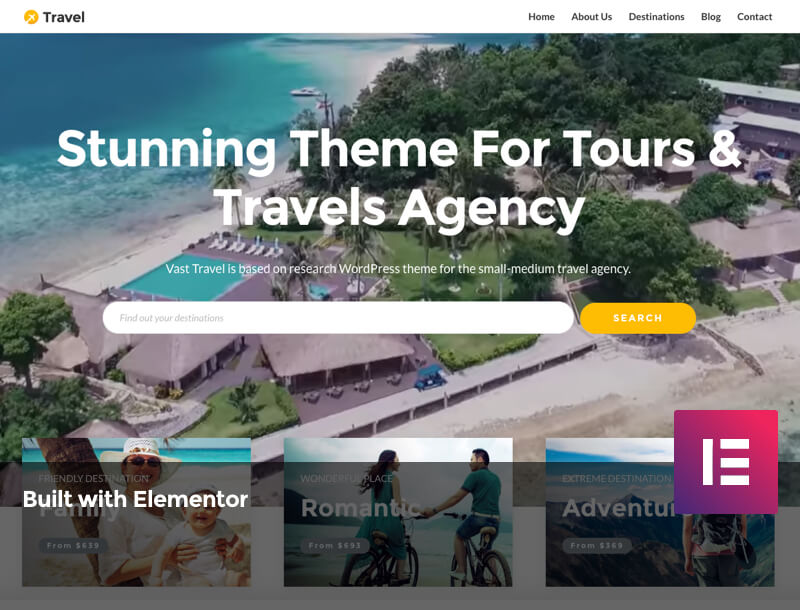 Travel
Home About Us Destinations Blog Contact
Stunning Theme For Tours &
Travels Agency
Vast Travel is based on research WordPress theme for the small-medium travel agency.
Find out your destinations
SEARCH
FRIENDLY DESTINATION
Family
From $639
Built with Elementor
WONDERFUL PLACE
Romantic
From $693
EXTREME DESTINATION
From $369